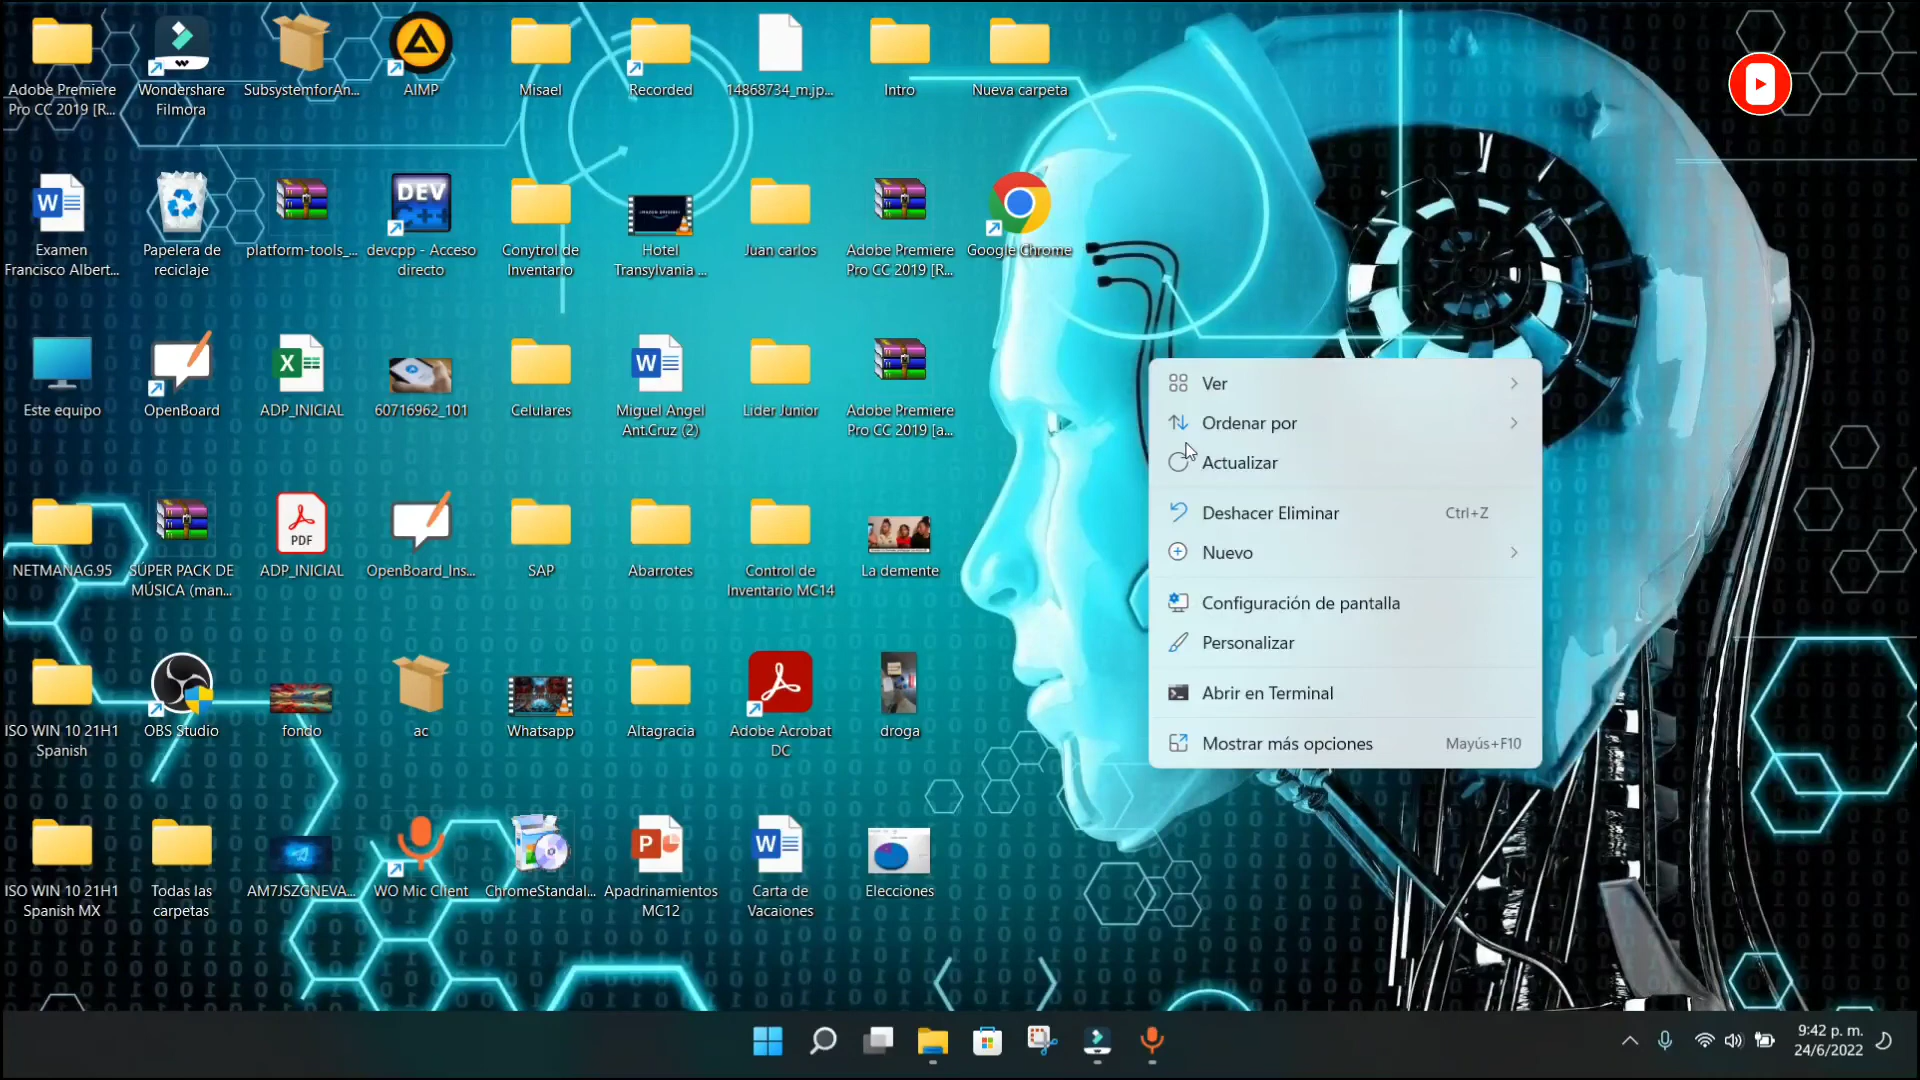 Adobe Premiere
Pro CC 2019 [R...
Wondershare
Filmora
SubsystemforAn...
AIMP
Misael
Recorded
14868734_m.jp...
Intro
Nueva carpeta
Examen
Francisco Albert...
Papelera de
reciclaje
platform-tools_...
DEV
C++
devcpp - Acceso
directo
Conytrol de
Inventario
Hotel
Transylvania ...
Juan carlos
Adobe Premiere
Pro CC 2019 [R...
Google Chrome
Este equipo
OpenBoard
ADP_INICIAL
60716962_101
Celulares
Miguel Angel
Ant.Cruz (2)
Lider Junior
Adobe Premiere
Pro CC 2019 [a...
Ver
Ordenar por
Actualizar
Deshacer Eliminar Ctrl+Z
Nuevo
Configuración de pantalla
Personalizar
Abrir en Terminal
Mostrar más opciones Mayús+F10
NETMANAG.95
SÚPER PACK DE
MÚSICA (man...
PDF
ADP_INICIAL
OpenBoard_Ins...
SAP
Abarrotes
Control de
Inventario MC14
La demente
ISO WIN 10 21H1
Spanish
OBS Studio
fondo
ac
Whatsapp
Altagracia
Adobe Acrobat
DC
droga
ISO WIN 10 21H1
Spanish MX
Todas las
carpetas
AM7JSZGNEVA...
WO Mic Client
ChromeStandal...
Apadrinamientos
MC12
Carta de
Vacaiones
Elecciones
9:42 p. m.
24/6/2022